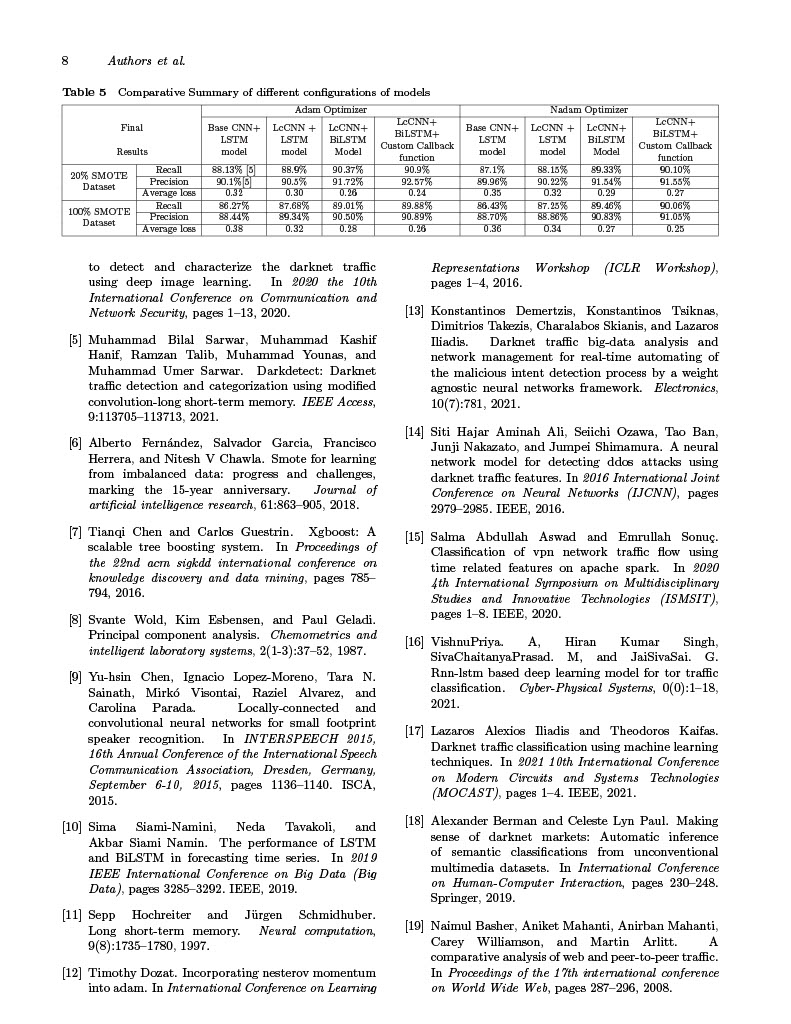 8 Authors et al.
Table 5 Comparative Summary of different configurations of models
Final Results Adam Optimizer Nadam Optimizer
Base CNN+ LSTM model LcCNN + LSTM model LcCNN+ BiLSTM Model LcCNN+ BiLSTM+ Custom Callback function Base CNN+ LSTM model LcCNN + LSTM model LcCNN+ BiLSTM Model LcCNN+ BiLSTM+ Custom Callback function
20% SMOTE Dataset Recall 88.13% [5] 88.9% 90.37% 90.9% 87.1% 88.15% 89.33% 90.10%
Precision 90.1%[5] 90.5% 91.72% 92.57% 89.96% 90.22% 91.54% 91.55%
Average loss 0.32 0.30 0.26 0.24 0.35 0.32 0.29 0.27
100% SMOTE Dataset Recall 86.27% 87.68% 89.01% 89.88% 86.43% 87.25% 89.46% 90.06%
Precision 88.44% 89.34% 90.50% 90.89% 88.70% 88.86% 90.83% 91.05%
Average loss 0.38 0.32 0.28 0.26 0.36 0.34 0.27 0.25
to detect and characterize the darknet traffic
using deep image learning. In 2020 the 10th
International Conference on Communication and
Network Security, pages 1–13, 2020.
[5] Muhammad Bilal Sarwar, Muhammad Kashif
Hanif, Ramzan Talib, Muhammad Younas, and
Muhammad Umer Sarwar. Darkdetect: Darknet
traffic detection and categorization using modified
convolution-long short-term memory. IEEE Access,
9:113705–113713, 2021.
[6] Alberto Fernández, Salvador Garcia, Francisco
Herrera, and Nitesh V Chawla. Smote for learning
from imbalanced data: progress and challenges,
marking the 15-year anniversary. Journal of
artificial intelligence research, 61:863–905, 2018.
[7] Tianqi Chen and Carlos Guestrin. Xgboost: A
scalable tree boosting system. In Proceedings of
the 22nd acm sigkdd international conference on
knowledge discovery and data mining, pages 785–
794, 2016.
[8] Svante Wold, Kim Esbensen, and Paul Geladi.
Principal component analysis. Chemometrics and
intelligent laboratory systems, 2(1-3):37–52, 1987.
[9] Yu-hsin Chen, Ignacio Lopez-Moreno, Tara N.
Sainath, Mirkó Visontai, Raziel Alvarez, and
Carolina Parada. Locally-connected and
convolutional neural networks for small footprint
speaker recognition. In INTERSPEECH 2015,
16th Annual Conference of the International Speech
Communication Association, Dresden, Germany,
September 6-10, 2015, pages 1136–1140. ISCA,
2015.
[10] Sima Siami-Namini, Neda Tavakoli, and
Akbar Siami Namin. The performance of LSTM
and BiLSTM in forecasting time series. In 2019
IEEE International Conference on Big Data (Big
Data), pages 3285–3292. IEEE, 2019.
[11] Sepp Hochreiter and Jürgen Schmidhuber.
Long short-term memory. Neural computation,
9(8):1735–1780, 1997.
[12] Timothy Dozat. Incorporating nesterov momentum
into adam. In International Conference on Learning
Representations Workshop (ICLR Workshop),
pages 1–4, 2016.
[13] Konstantinos Demertzis, Konstantinos Tsiknas,
Dimitrios Takezis, Charalabos Skianis, and Lazaros
Iliadis. Darknet traffic big-data analysis and
network management for real-time automating of
the malicious intent detection process by a weight
agnostic neural networks framework. Electronics,
10(7):781, 2021.
[14] Siti Hajar Aminah Ali, Seiichi Ozawa, Tao Ban,
Junji Nakazato, and Jumpei Shimamura. A neural
network model for detecting ddos attacks using
darknet traffic features. In 2016 International Joint
Conference on Neural Networks (IJCNN), pages
2979–2985. IEEE, 2016.
[15] Salma Abdullah Aswad and Emrullah Sonuç.
Classification of vpn network traffic flow using
time related features on apache spark. In 2020
4th International Symposium on Multidisciplinary
Studies and Innovative Technologies (ISMSIT),
pages 1–8. IEEE, 2020.
[16] VishnuPriya. A, Hiran Kumar Singh,
SivaChaitanyaPrasad. M, and JaiSivaSai. G.
Rnn-lstm based deep learning model for tor traffic
classification. Cyber-Physical Systems, 0(0):1–18,
2021.
[17] Lazaros Alexios Iliadis and Theodoros Kaifas.
Darknet traffic classification using machine learning
techniques. In 2021 10th International Conference
on Modern Circuits and Systems Technologies
(MOCAST), pages 1–4. IEEE, 2021.
[18] Alexander Berman and Celeste Lyn Paul. Making
sense of darknet markets: Automatic inference
of semantic classifications from unconventional
multimedia datasets. In International Conference
on Human-Computer Interaction, pages 230–248.
Springer, 2019.
[19] Naimul Basher, Aniket Mahanti, Anirban Mahanti,
Carey Williamson, and Martin Arlitt. A
comparative analysis of web and peer-to-peer traffic.
In Proceedings of the 17th international conference
on World Wide Web, pages 287–296, 2008.